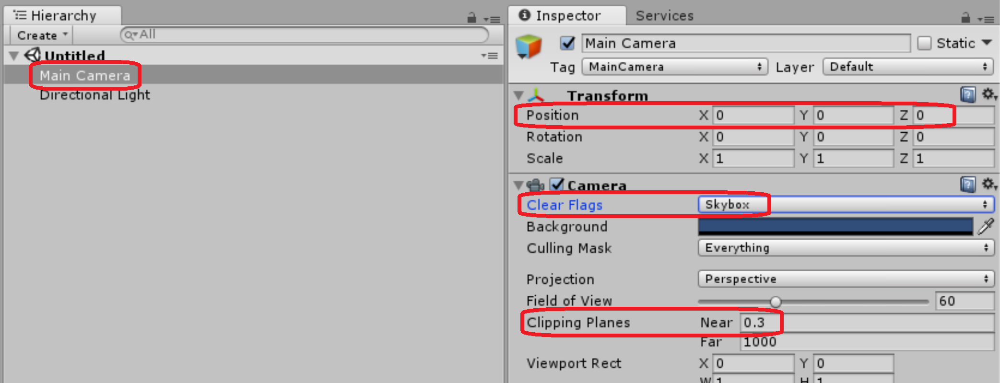 Hierarchy
Create
All
Untitled
Main Camera
Directional Light
Inspector Services
Main Camera Static
Tag MainCamera Layer Default
Transform
Position X 0 Y 0 Z 0
Rotation X 0 Y 0 Z 0
Scale X 1 Y 1 Z 1
Camera
Clear Flags Skybox
Background
Culling Mask Everything
Projection Perspective
Field of View 60
Clipping Planes Near 0.3
Far 1000
Viewport Rect X 0 Y 0
W 1 H 1